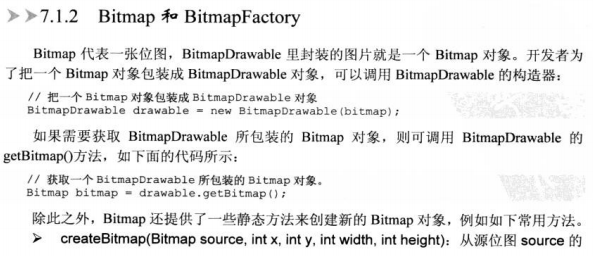 7.1.2 Bitmap 和 BitmapFactory
Bitmap 代表一张位图，BitmapDrawable 里封装的图片就是一个 Bitmap 对象。开发者为
了把一个 Bitmap 对象包装成 BitmapDrawable 对象，可以调用 BitmapDrawable 的构造器：
// 把一个 Bitmap 对象包装成 BitmapDrawable 对象
BitmapDrawable drawable = new BitmapDrawable(bitmap);
如果需要获取 BitmapDrawable 所包装的 Bitmap 对象，则可调用 BitmapDrawable 的
getBitmap()方法，如下面的代码所示：
// 获取一个 BitmapDrawable 所包装的 Bitmap 对象。
Bitmap bitmap = drawable.getBitmap();
除此之外，Bitmap 还提供了一些静态方法来创建新的 Bitmap 对象，例如如下常用方法。
➢ createBitmap(Bitmap source, int x, int y, int width, int height)：从源位图 source 的